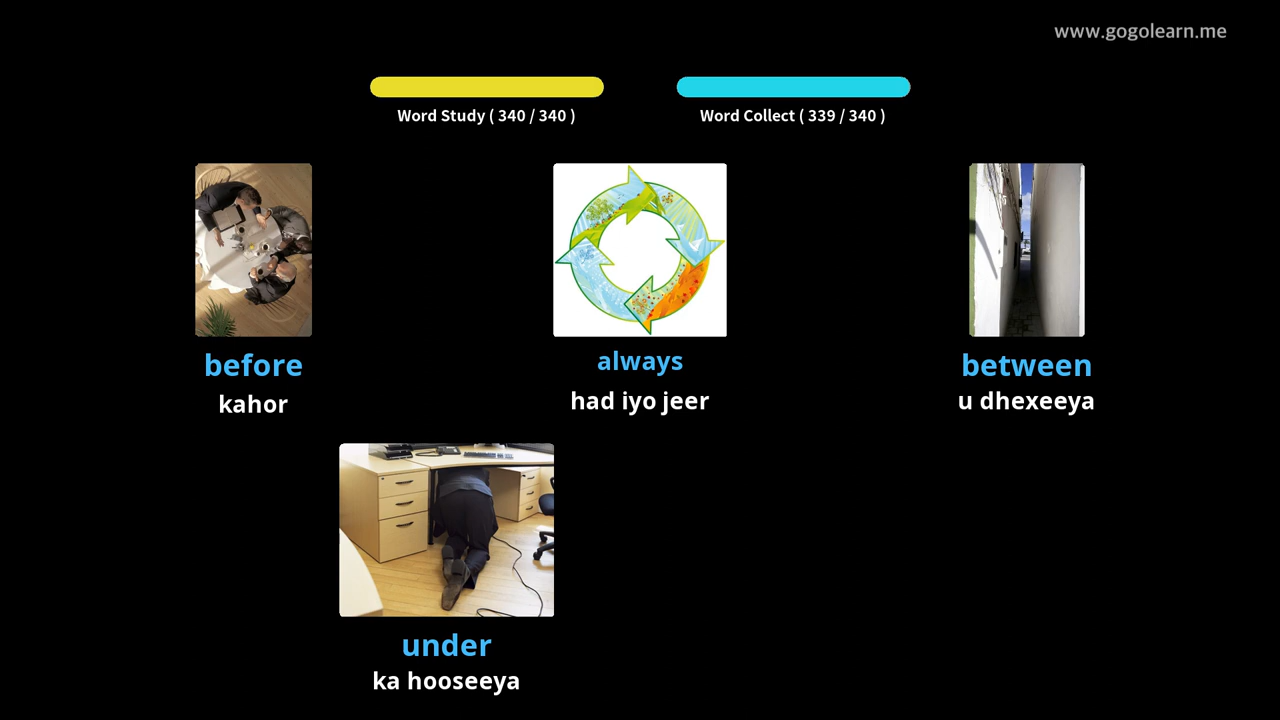 www.gogolearn.me
Word Study ( 340 / 340 )
Word Collect ( 339 / 340 )
before
kahor
always
had iyo jeer
between
u dhexeeya
under
ka hooseeya